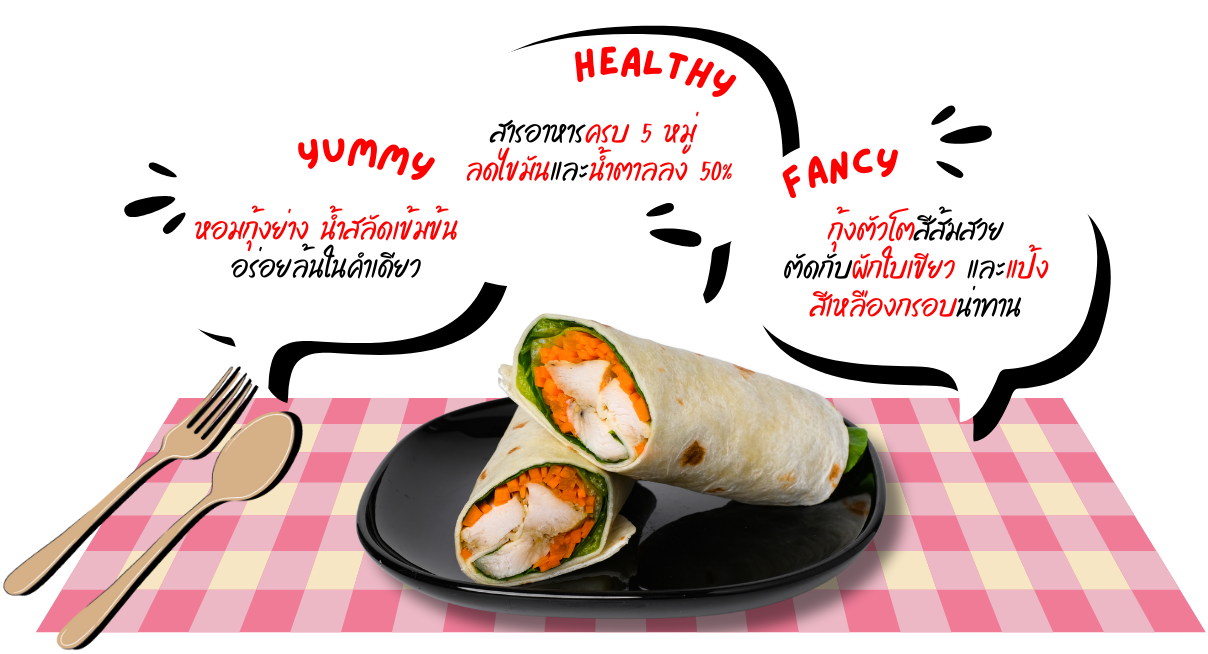 HEALTHY
สารอาหารครบ 5 หมู่
ลดไขมันและน้ำตาลลง 50%
YUMMY
หอมกุ้งย่าง น้ำสลัดเข้มข้น
อร่อยล้นในคำเดียว
FANCY
กุ้งตัวโตสีส้มสวย
ตัดกับผักใบเขียว และแป้ง
สีเหลืองกรอบน่าทาน